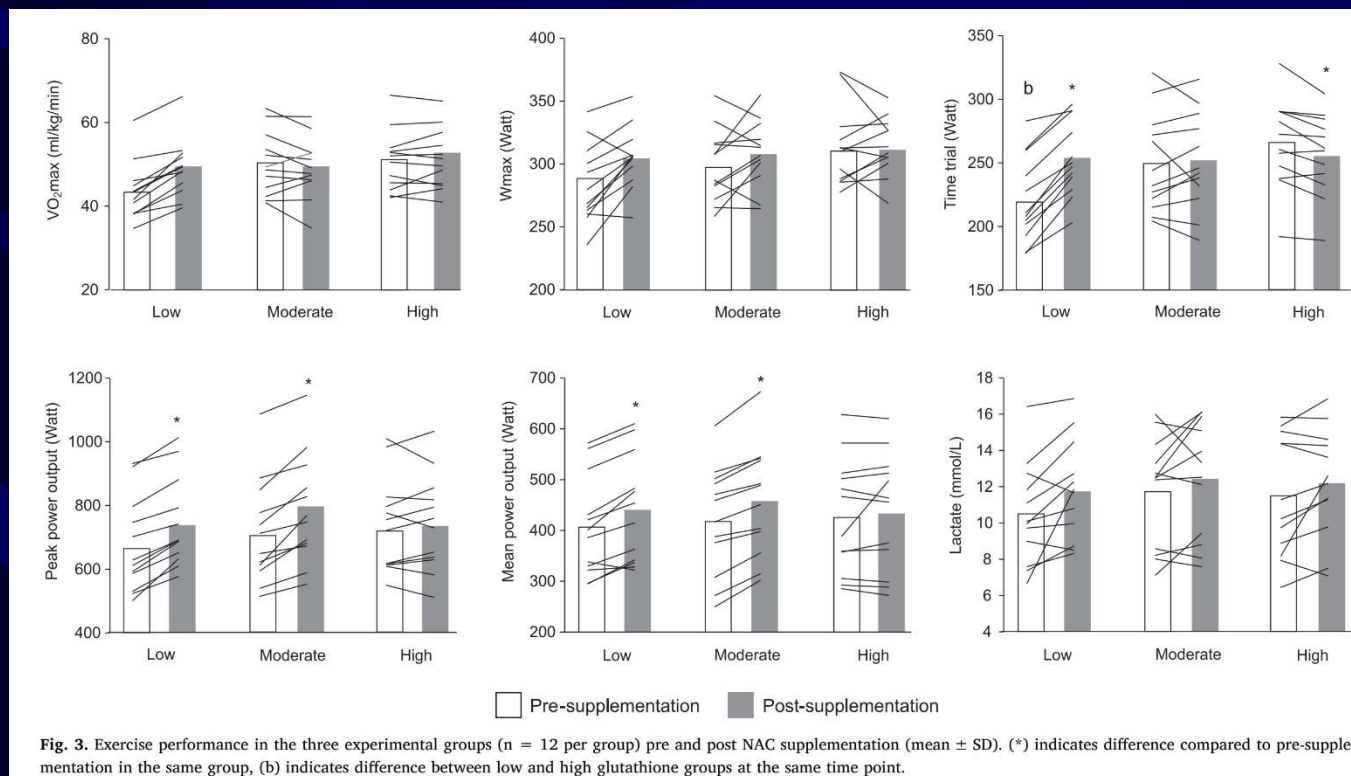 80
60
40
20
VO₂max (ml/kg/min)
Low
Moderate
High
400
350
300
250
200
Wmax (Watt)
Low
Moderate
High
350
300
250
200
150
Time trial (Watt)
b
*
*
Low
Moderate
High
1200
1000
800
600
400
Peak power output (Watt)
*
*
Low
Moderate
High
700
600
500
400
300
200
Mean power output (Watt)
*
*
Low
Moderate
High
18
16
14
12
10
8
6
4
Lactate (mmol/L)
Low
Moderate
High
Pre-supplementation
Post-supplementation
Fig. 3. Exercise performance in the three experimental groups (n = 12 per group) pre and post NAC supplementation (mean ± SD). (*) indicates difference compared to pre-supple-
mentation in the same group, (b) indicates difference between low and high glutathione groups at the same time point.